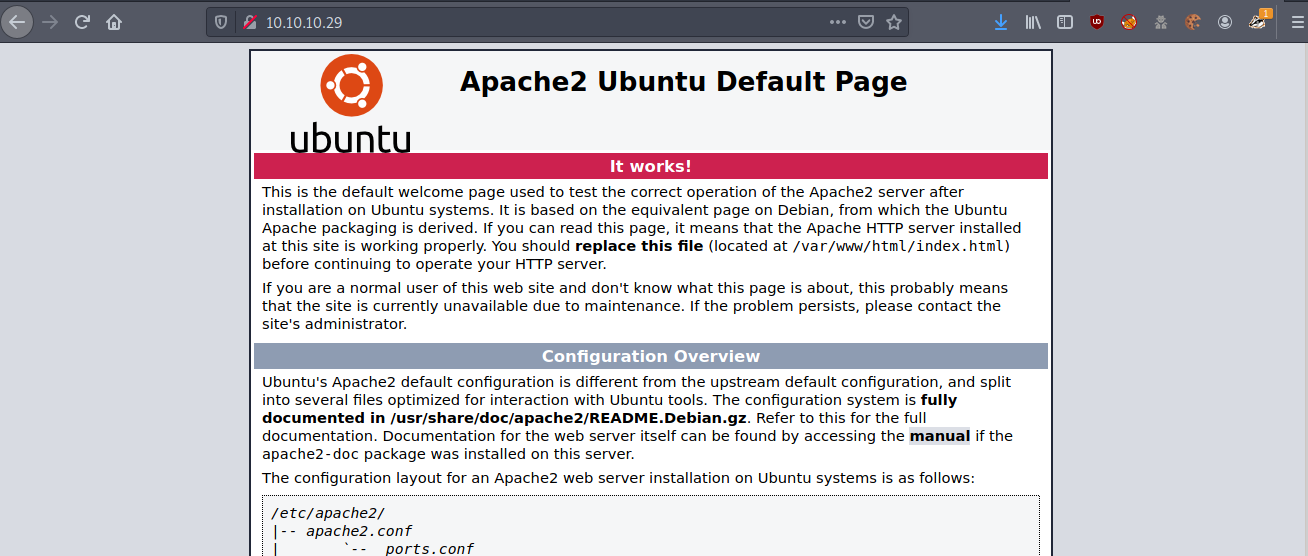 10.10.10.29
1
ubuntu
Apache2 Ubuntu Default Page
It works!
This is the default welcome page used to test the correct operation of the Apache2 server after
installation on Ubuntu systems. It is based on the equivalent page on Debian, from which the Ubuntu
Apache packaging is derived. If you can read this page, it means that the Apache HTTP server installed
at this site is working properly. You should replace this file (located at /var/www/html/index.html)
before continuing to operate your HTTP server.
If you are a normal user of this web site and don't know what this page is about, this probably means
that the site is currently unavailable due to maintenance. If the problem persists, please contact the
site's administrator.
Configuration Overview
Ubuntu's Apache2 default configuration is different from the upstream default configuration, and split
into several files optimized for interaction with Ubuntu tools. The configuration system is fully
documented in /usr/share/doc/apache2/README.Debian.gz. Refer to this for the full
documentation. Documentation for the web server itself can be found by accessing the manual if the
apache2-doc package was installed on this server.
The configuration layout for an Apache2 web server installation on Ubuntu systems is as follows:
/etc/apache2/
|-- apache2.conf
|       `--  ports.conf